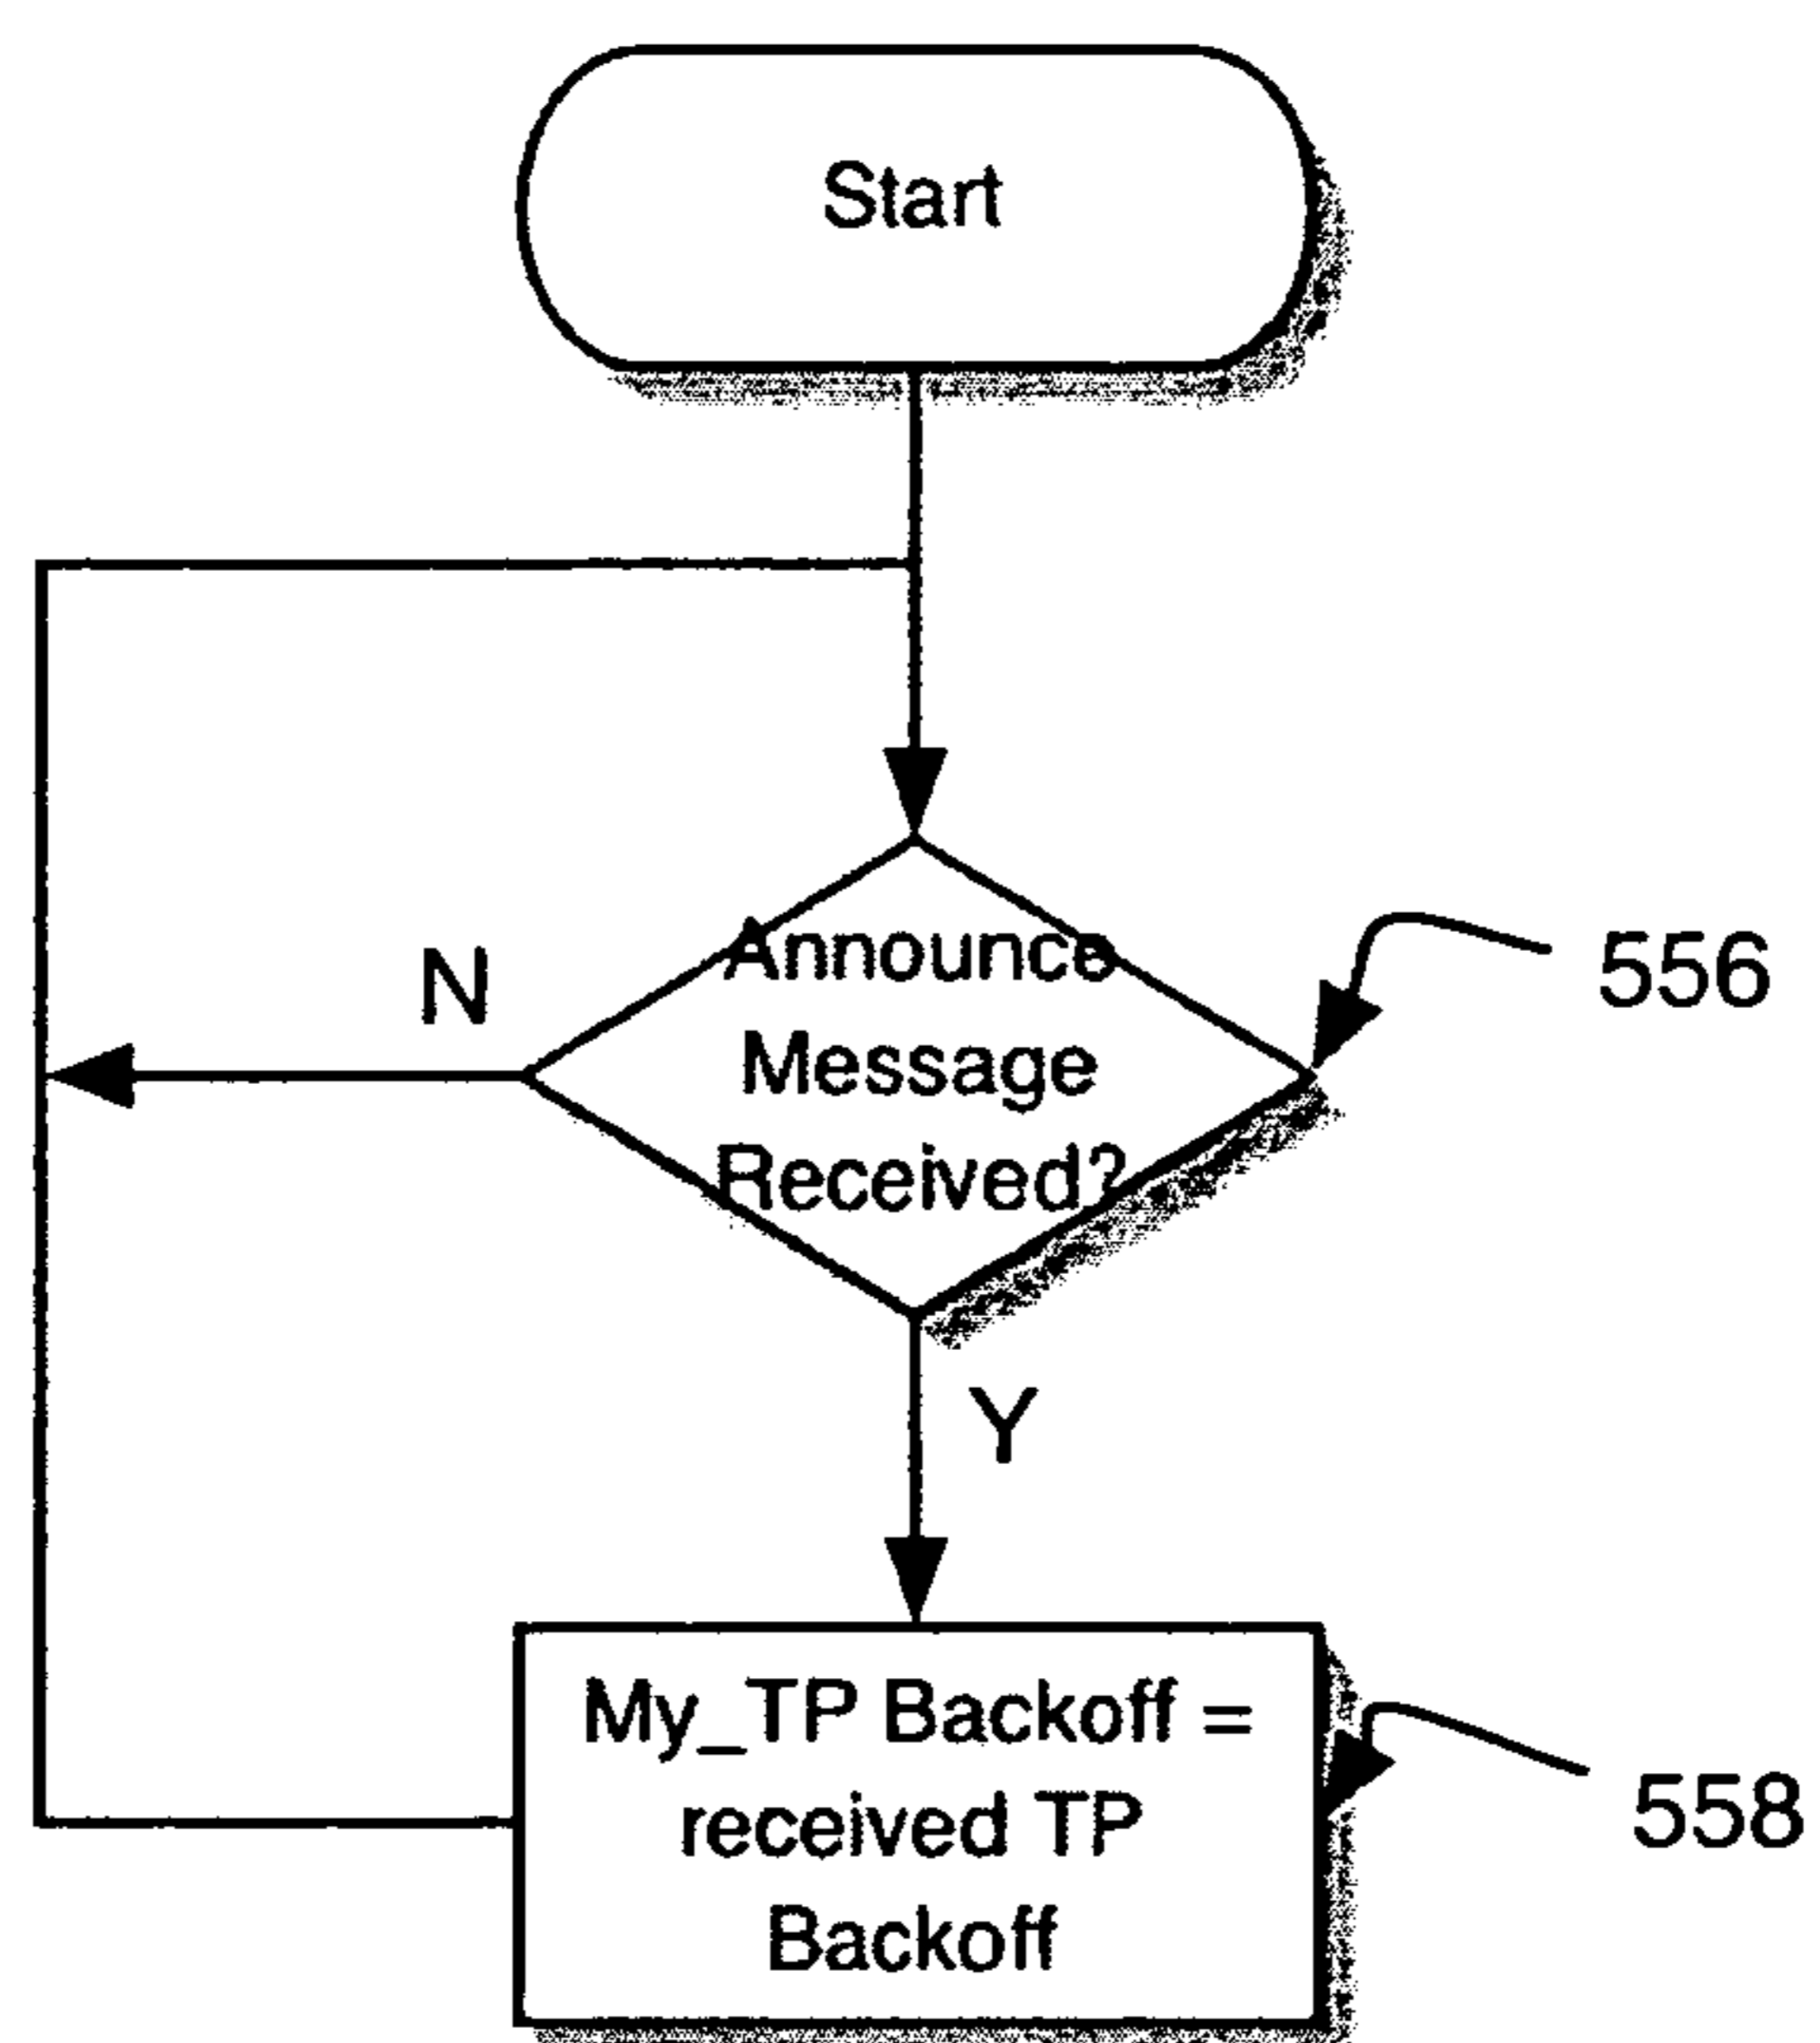 Start
N
Announce
Message
Received?
556
Y
My_TP Backoff =
received TP
Backoff
558